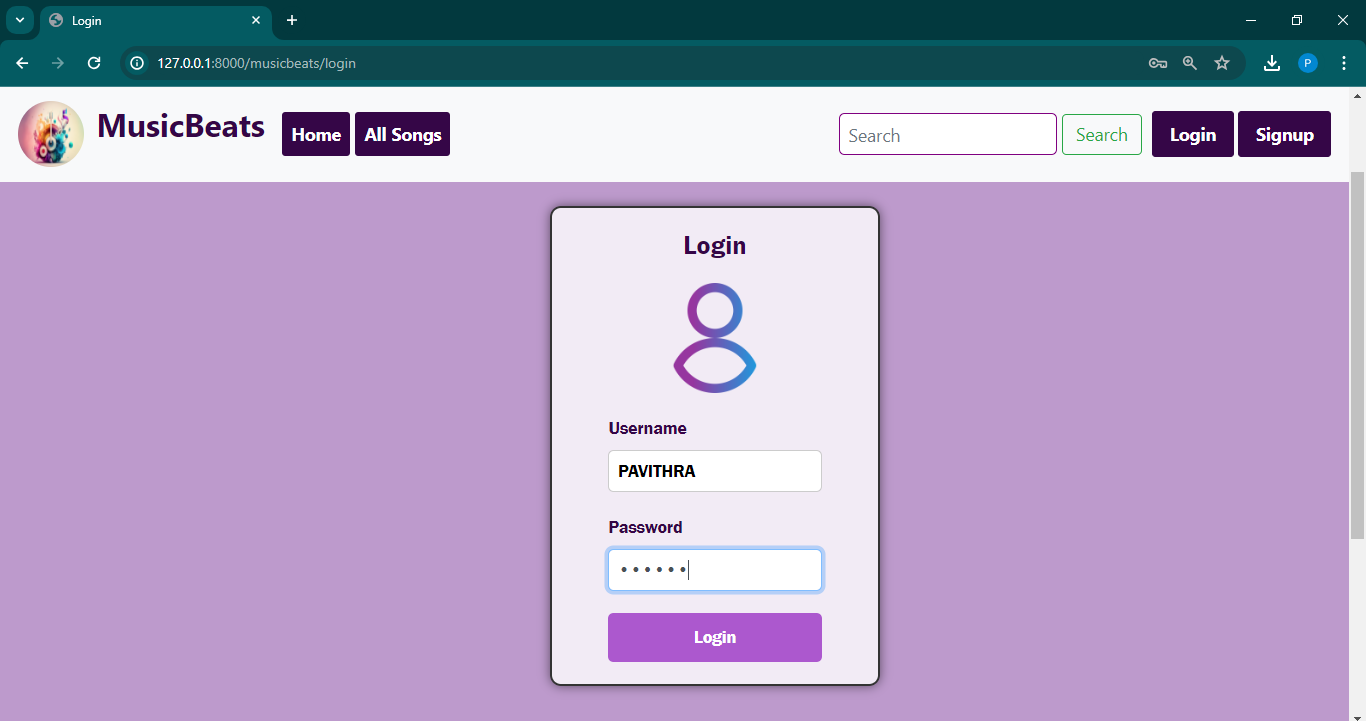 Login
127.0.0.1:8000/musicbeats/login
P
MusicBeats
Home
All Songs
Search
Search
Login
Signup
Login
Username
PAVITHRA
Password
••••••
Login